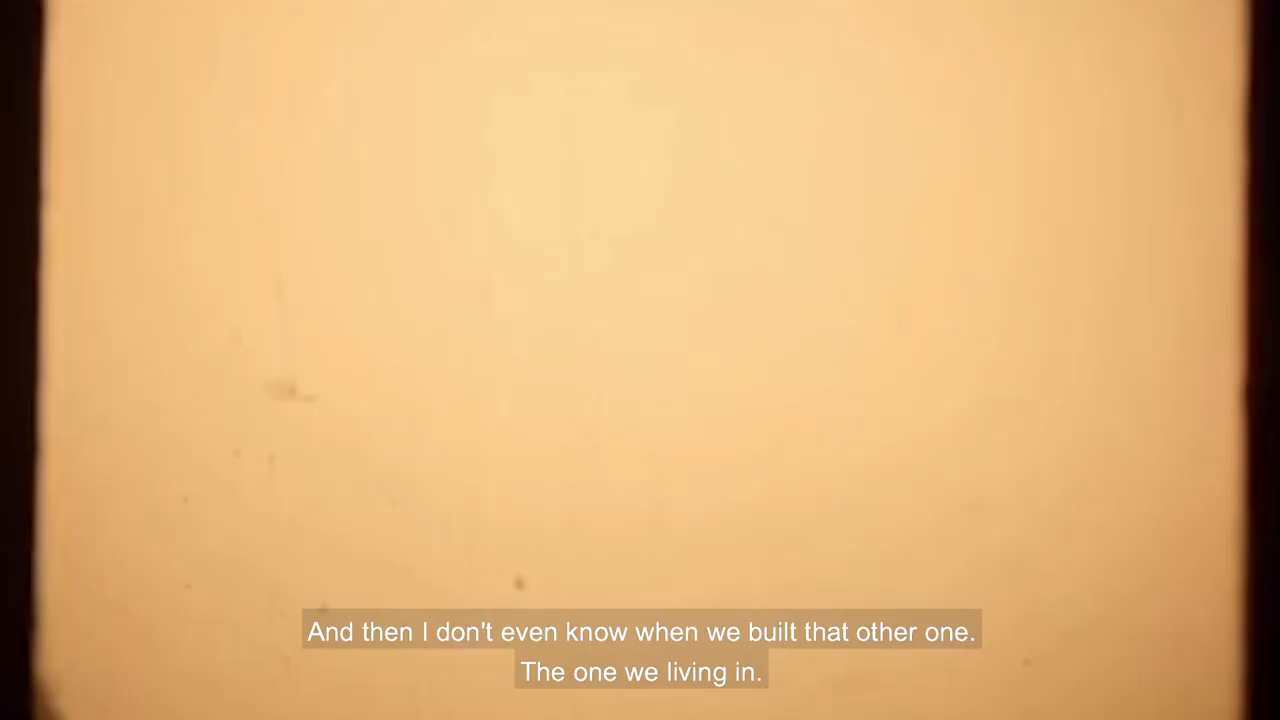 And then I don't even know when we built that other one.
The one we living in.